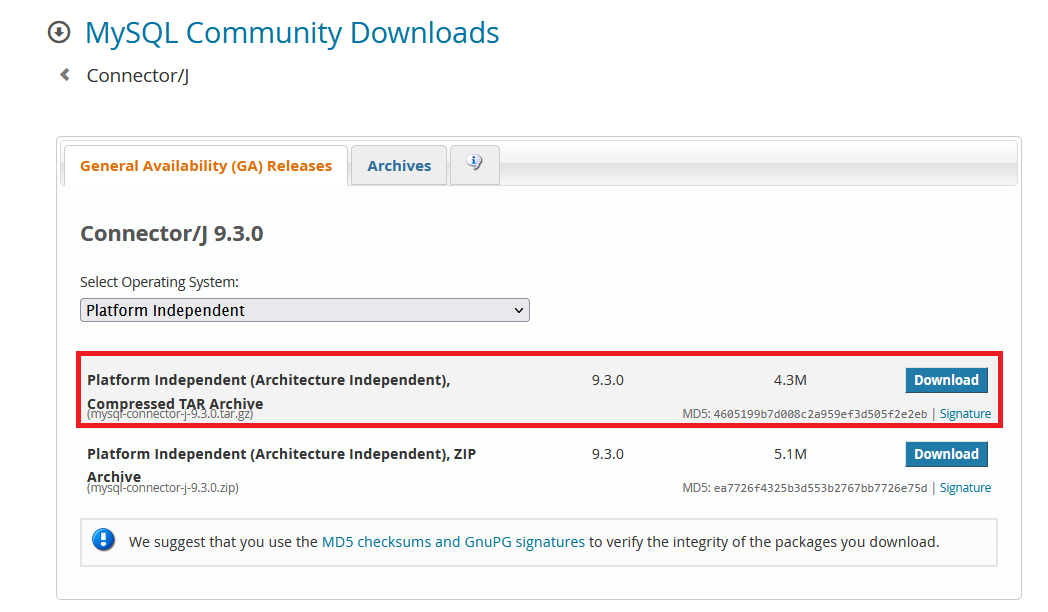 MySQL Community Downloads
Connector/J
General Availability (GA) Releases
Archives
Connector/J 9.3.0
Select Operating System:
Platform Independent
Platform Independent (Architecture Independent), 9.3.0 4.3M Download
Compressed TAR Archive
(mysql-connector-j-9.3.0.tar.gz) MD5: 4605199b7d008c2a959ef3d505f2e2eb | Signature
Platform Independent (Architecture Independent), ZIP 9.3.0 5.1M Download
Archive
(mysql-connector-j-9.3.0.zip) MD5: ea7726f4325b3d553b2767bb7726e75d | Signature
We suggest that you use the MD5 checksums and GnuPG signatures to verify the integrity of the packages you download.